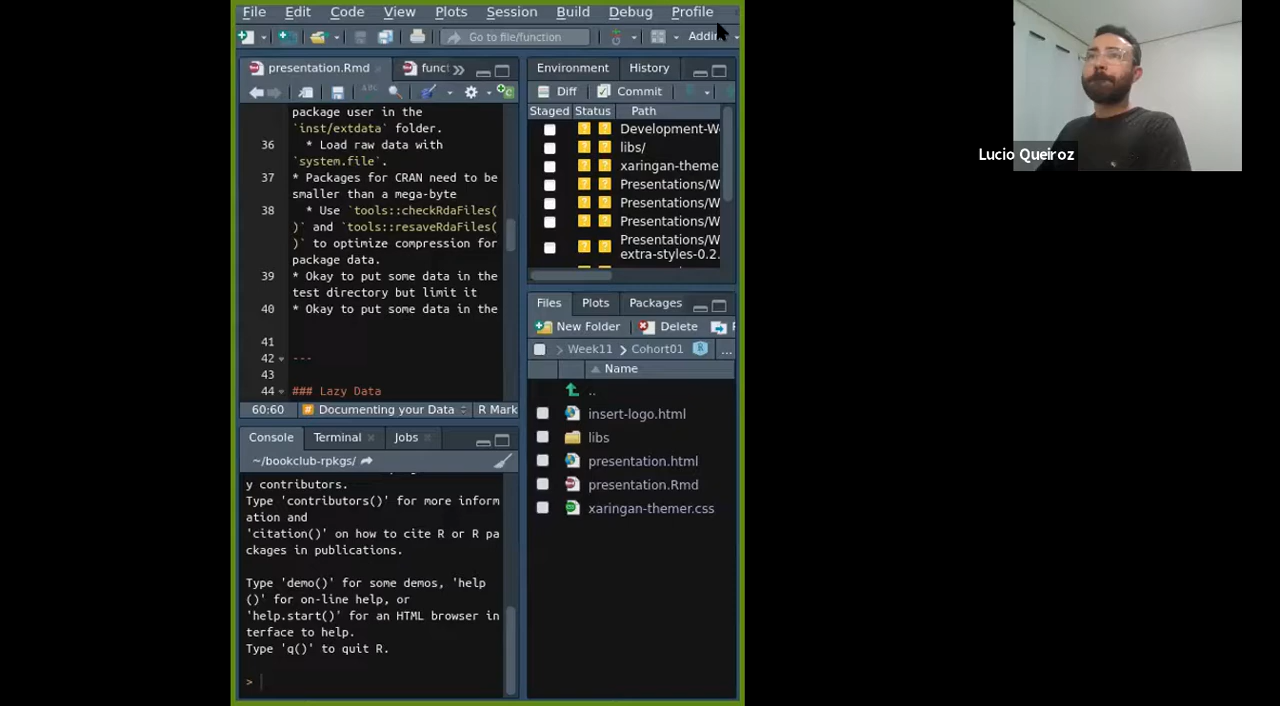 File Edit Code View Plots Session Build Debug Profile
Go to file/function
presentation.Rmd
package user in the
`inst/extdata` folder.
36 * Load raw data with
`system.file`.
37 * Packages for CRAN need to be
smaller than a mega-byte
38 * Use `tools::checkRdaFiles(
)` and `tools::resaveRdaFiles(
)` to optimize compression for
package data.
39 * Okay to put some data in the
test directory but limit it
40 * Okay to put some data in the
41
42 ---
43
44 ### Lazy Data
60:60 # Documenting your Data R Mark
Console Terminal Jobs
~/bookclub-rpkgs/
y contributors.
Type 'contributors()' for more inform
ation and
'citation()' on how to cite R or R pa
ckages in publications.
Type 'demo()' for some demos, 'help
()' for on-line help, or
'help.start()' for an HTML browser in
terface to help.
Type 'q()' to quit R.
>
Environment History
Diff Commit
Staged Status Path
Development-W
libs/
xaringan-theme
Presentations/W
Presentations/W
Presentations/W
Presentations/W
extra-styles-0.2.
Files Plots Packages
New Folder Delete
Week11 > Cohort01 R ...
Name
..
insert-logo.html
libs
presentation.html
presentation.Rmd
xaringan-themer.css
Lucio Queiroz